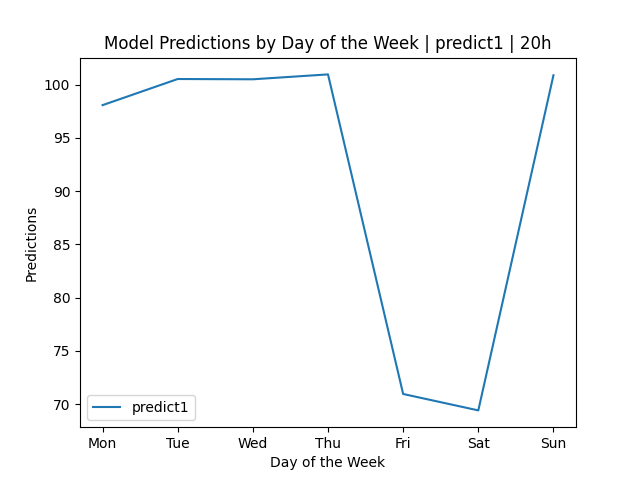 Model Predictions by Day of the Week | predict1 | 20h
100
95
90
85
80
75
70
Predictions
predict1
Mon Tue Wed Thu Fri Sat Sun
Day of the Week